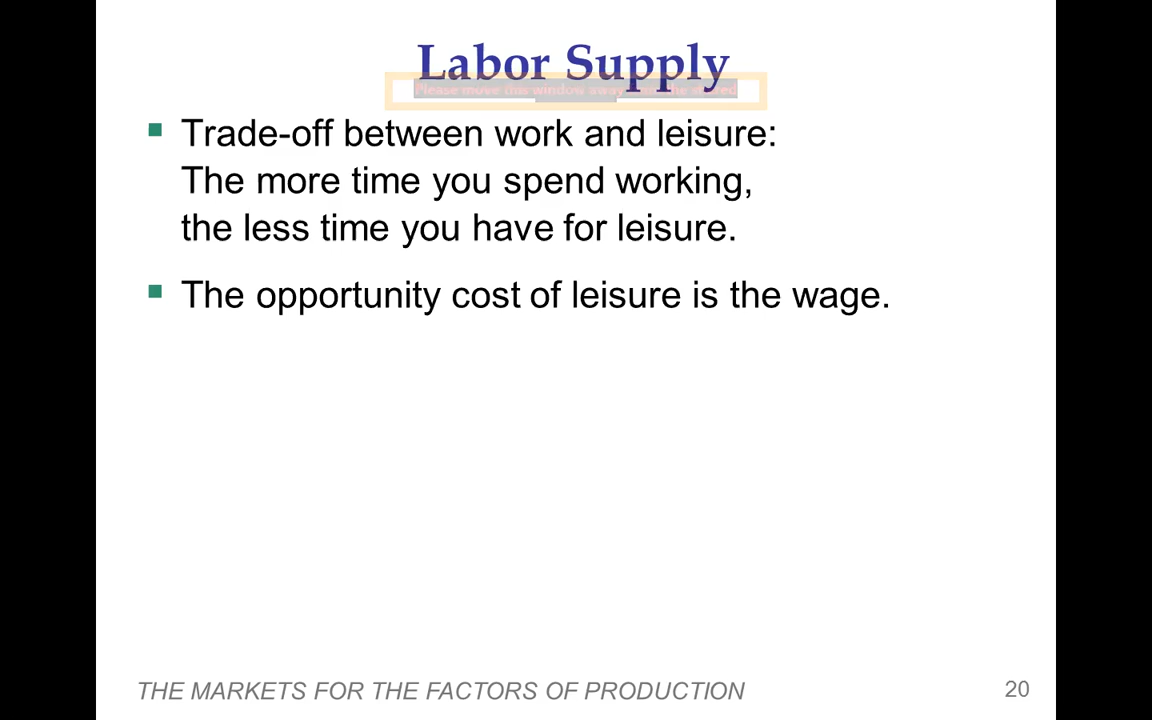 Labor Supply
Please move this window away from the shared
Trade-off between work and leisure:
The more time you spend working,
the less time you have for leisure.
The opportunity cost of leisure is the wage.
THE MARKETS FOR THE FACTORS OF PRODUCTION
20